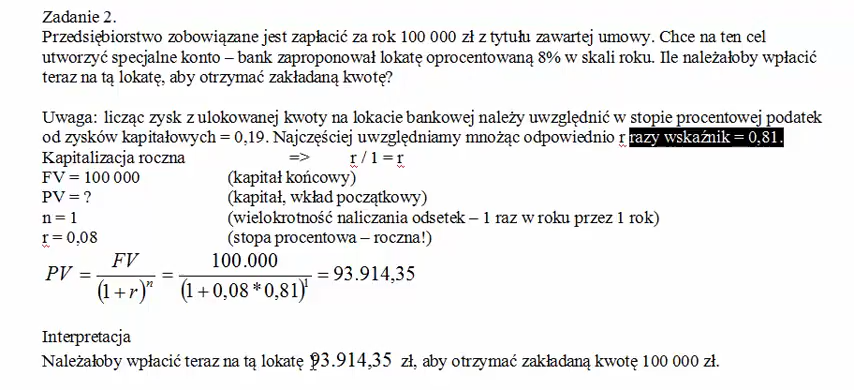 Zadanie 2.
Przedsiębiorstwo zobowiązane jest zapłacić za rok 100 000 zł z tytułu zawartej umowy. Chce na ten cel
utworzyć specjalne konto – bank zaproponował lokatę oprocentowaną 8% w skali roku. Ile należałoby wpłacić
teraz na tą lokatę, aby otrzymać zakładaną kwotę?
Uwaga: licząc zysk z ulokowanej kwoty na lokacie bankowej należy uwzględnić w stopie procentowej podatek
od zysków kapitałowych = 0,19. Najczęściej uwzględniamy mnożąc odpowiednio r razy wskaźnik = 0,81.
Kapitalizacja roczna => r / 1 = r
FV = 100 000 (kapitał końcowy)
PV = ? (kapitał, wkład początkowy)
n = 1 (wielokrotność naliczania odsetek – 1 raz w roku przez 1 rok)
r = 0,08 (stopa procentowa – roczna!)
PV = FV / (1 + r)^n = 100.000 / (1 + 0,08 * 0,81)^1 = 93.914,35
Interpretacja
Należałoby wpłacić teraz na tą lokatę 93.914,35 zł, aby otrzymać zakładaną kwotę 100 000 zł.